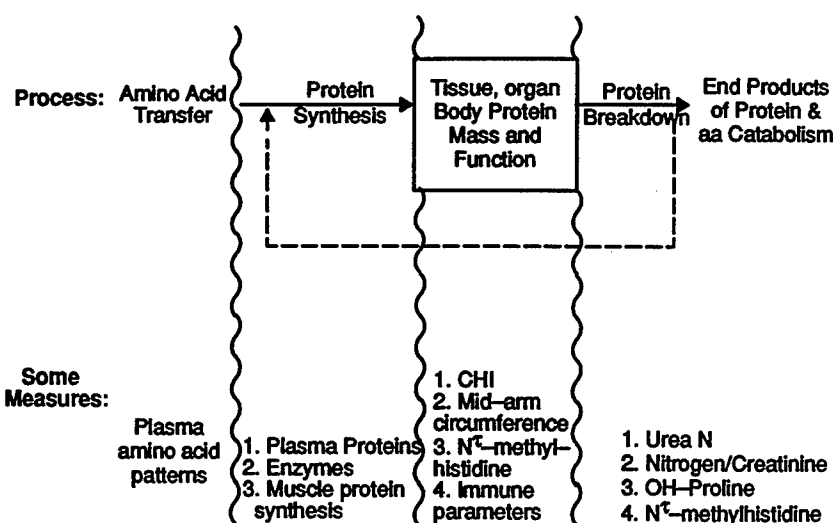 Process:
Amino Acid
Transfer
Protein
Synthesis
Tissue, organ
Body Protein
Mass and
Function
Protein
Breakdown
End Products
of Protein &
aa Catabolism
Some
Measures:
Plasma
amino acid
patterns
1. Plasma Proteins
2. Enzymes
3. Muscle protein
synthesis
1. CHI
2. Mid–arm
circumference
3. Nτ–methyl–
histidine
4. Immune
parameters
1. Urea N
2. Nitrogen/Creatinine
3. OH–Proline
4. Nτ–methylhistidine